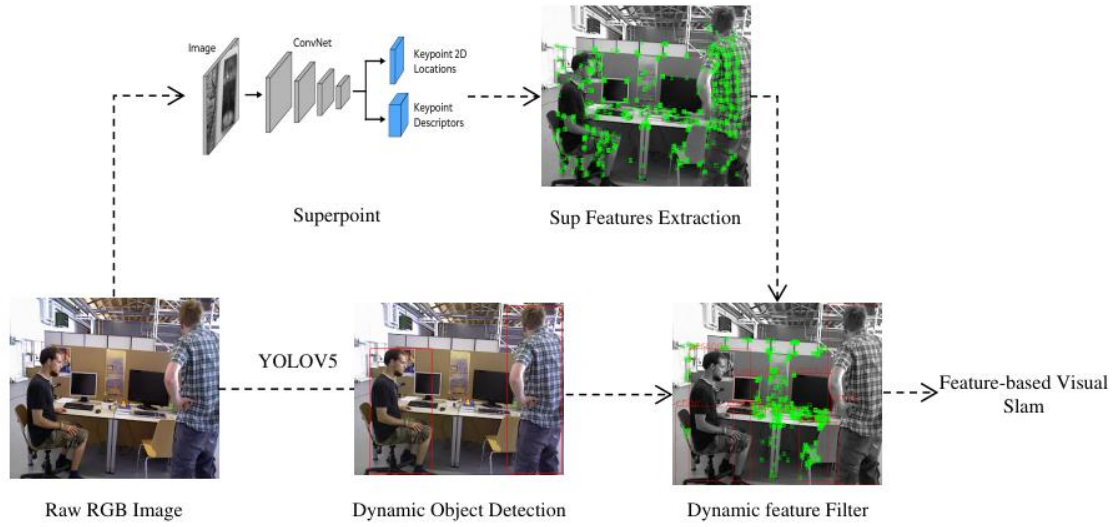 Image
ConvNet
Keypoint 2D
Locations
Keypoint
Descriptors
Superpoint
Sup Features Extraction
YOLOV5
Feature-based Visual
Slam
Raw RGB Image
Dynamic Object Detection
Dynamic feature Filter